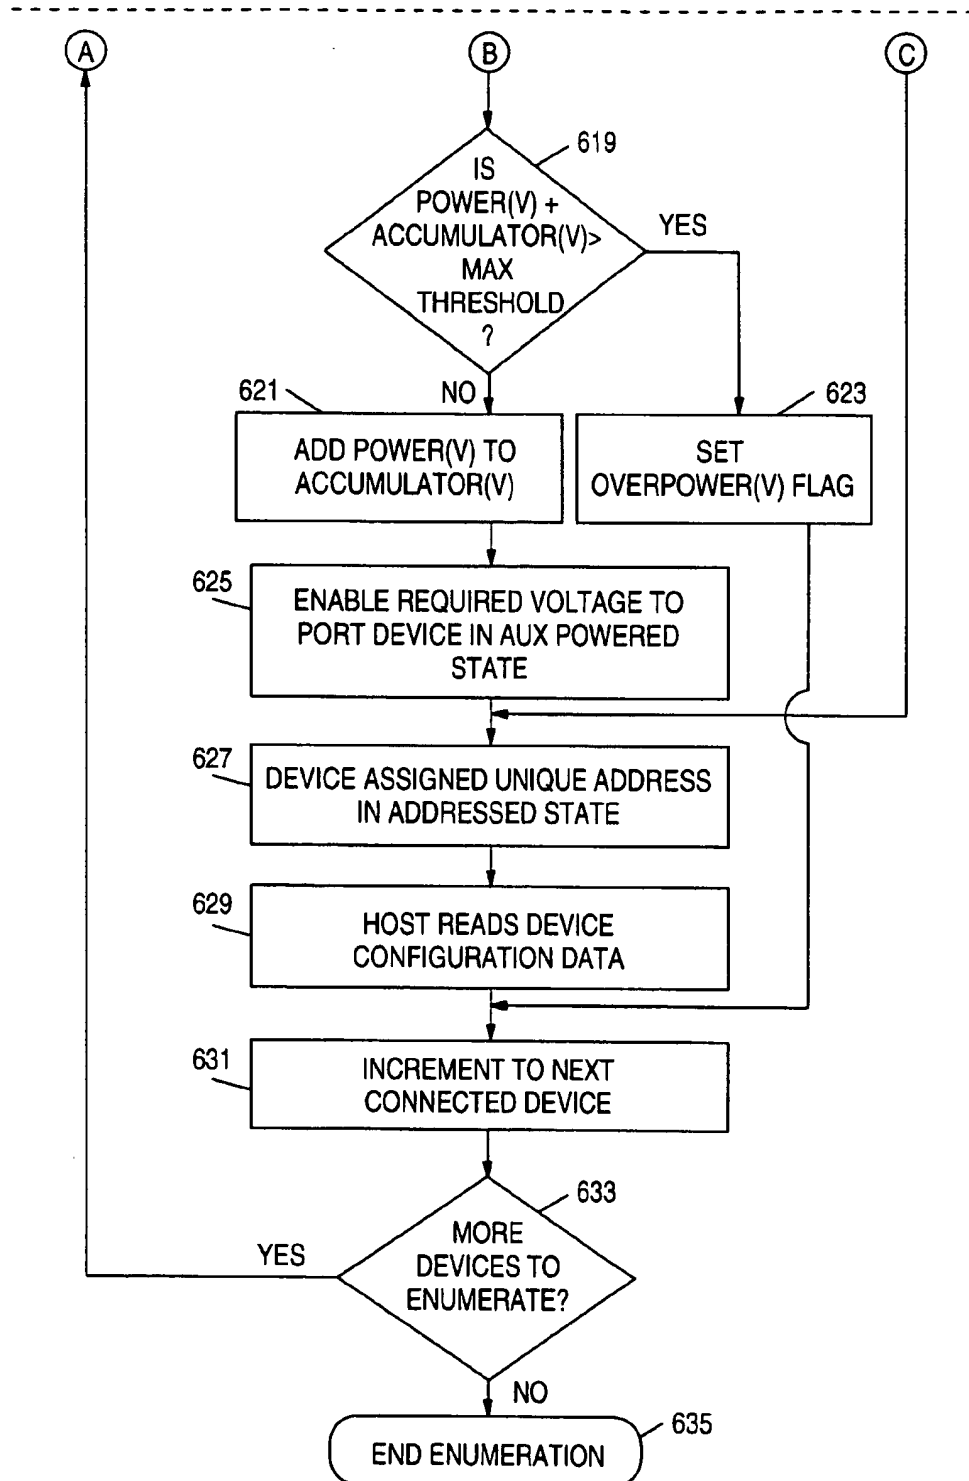 A
B
C
619
IS
POWER(V) +
ACCUMULATOR(V)>
MAX
THRESHOLD
?
YES
NO
621
ADD POWER(V) TO
ACCUMULATOR(V)
623
SET
OVERPOWER(V) FLAG
625
ENABLE REQUIRED VOLTAGE TO
PORT DEVICE IN AUX POWERED
STATE
627
DEVICE ASSIGNED UNIQUE ADDRESS
IN ADDRESSED STATE
629
HOST READS DEVICE
CONFIGURATION DATA
631
INCREMENT TO NEXT
CONNECTED DEVICE
633
MORE
DEVICES TO
ENUMERATE?
YES
NO
635
END ENUMERATION